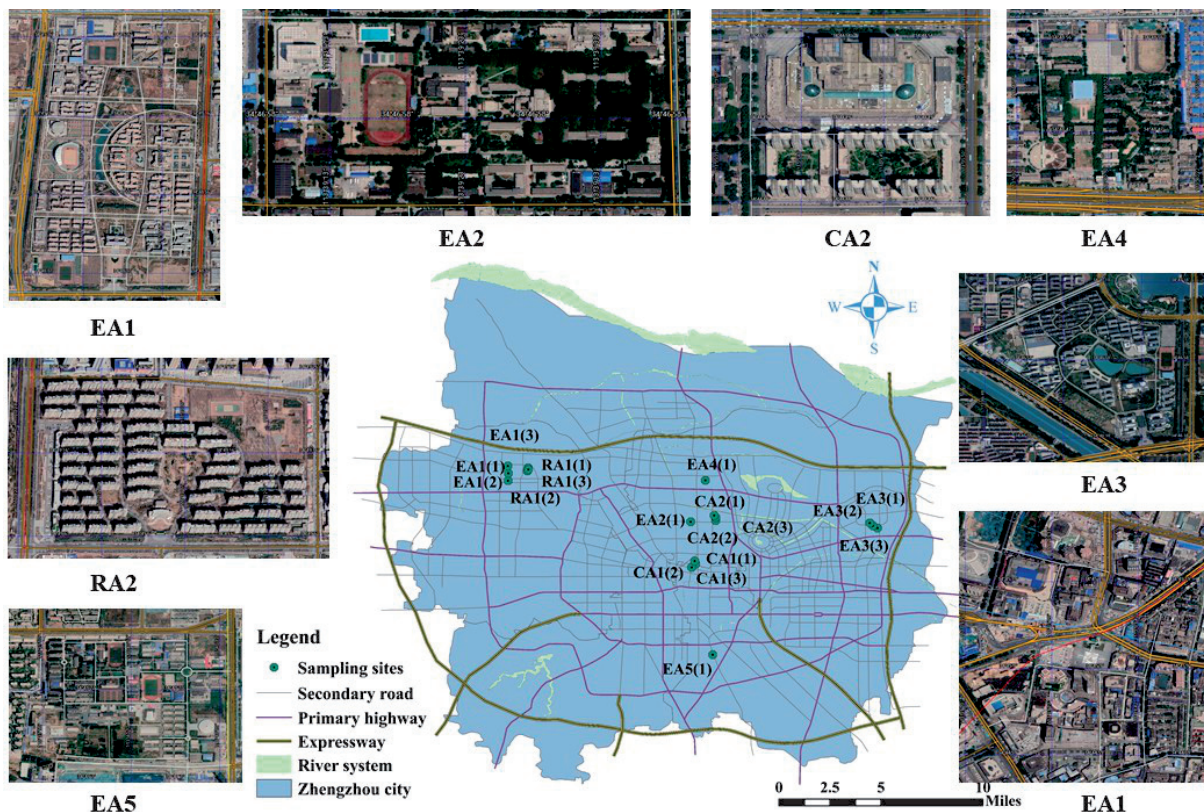 EA1
EA2
CA2
EA4
RA2
EA3
EA5
EA1
N
W E
S
EA1(3)
EA1(1) RA1(1)
EA1(2) RA1(3)
RA1(2)
EA4(1)
CA2(1)
EA2(1)
CA2(3)
CA2(2)
EA3(1)
EA3(2)
EA3(3)
CA1(1)
CA1(2)
CA1(3)
EA5(1)
Legend
Sampling sites
Secondary road
Primary highway
Expressway
River system
Zhengzhou city
0 2.5 5 10
Miles